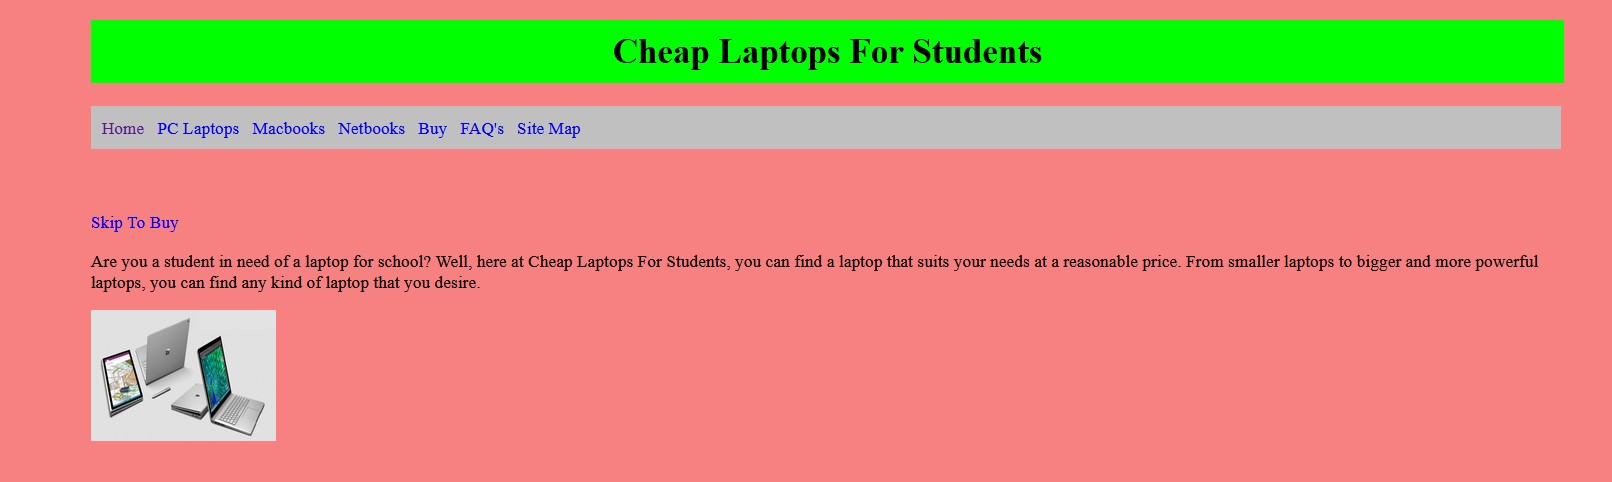 Cheap Laptops For Students
Home PC Laptops Macbooks Netbooks Buy FAQ's Site Map
Skip To Buy
Are you a student in need of a laptop for school? Well, here at Cheap Laptops For Students, you can find a laptop that suits your needs at a reasonable price. From smaller laptops to bigger and more powerful
laptops, you can find any kind of laptop that you desire.